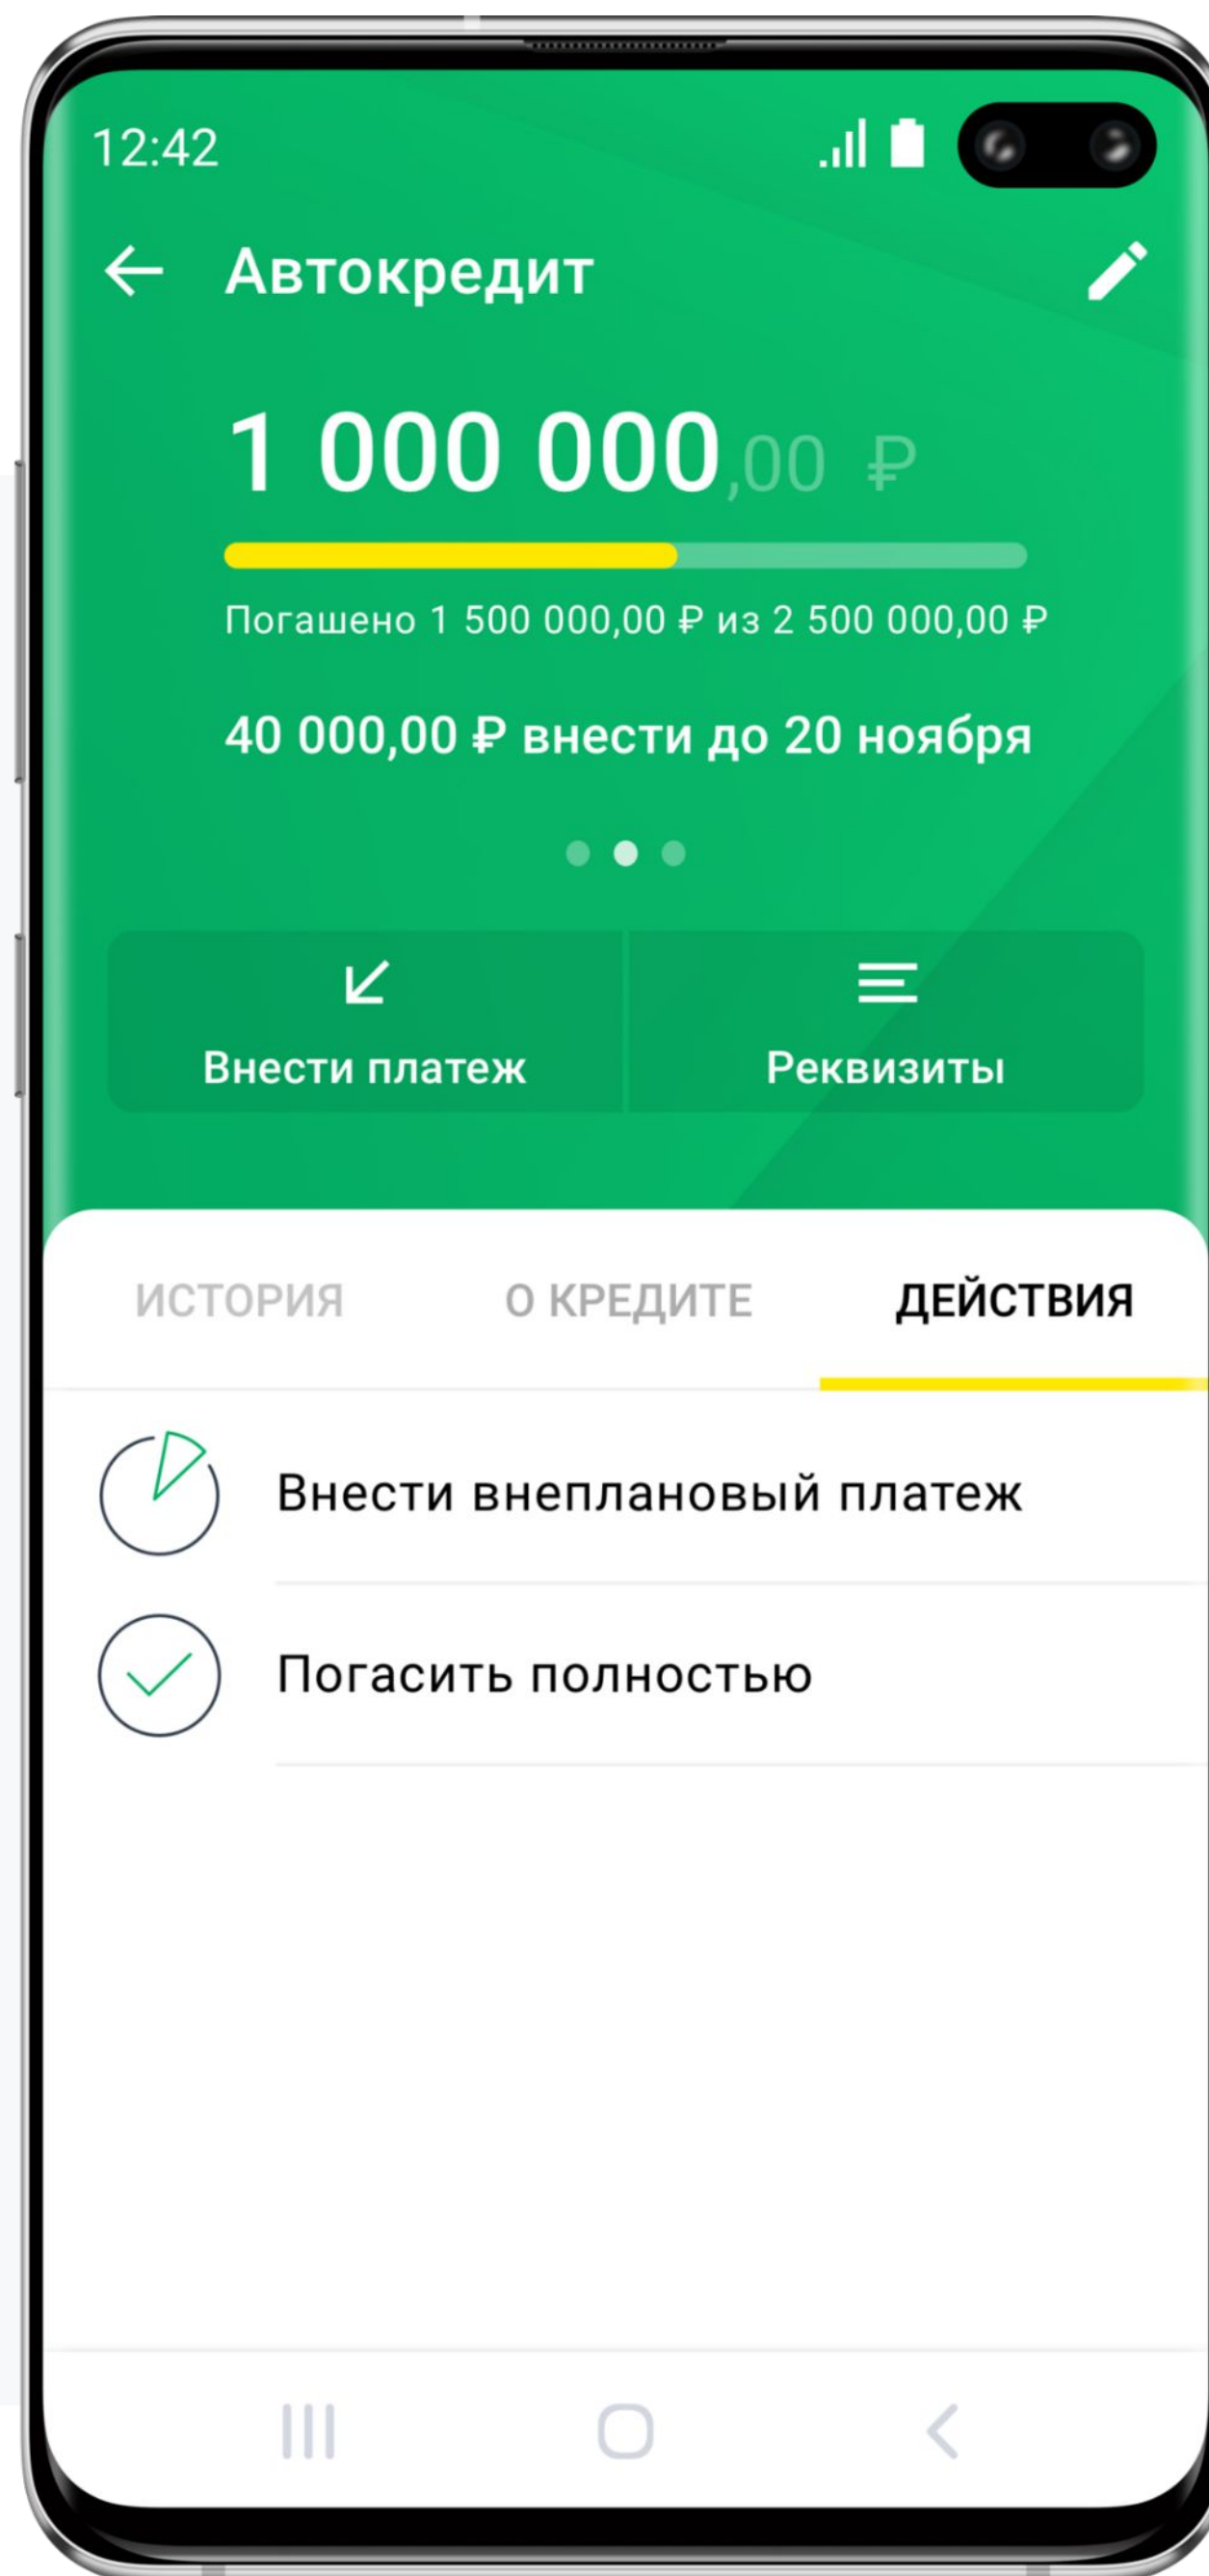 12:42
Автокредит
1 000 000,00 ₽
Погашено 1 500 000,00 ₽ из 2 500 000,00 ₽
40 000,00 ₽ внести до 20 ноября
Внести платеж
Реквизиты
ИСТОРИЯ
О КРЕДИТЕ
ДЕЙСТВИЯ
Внести внеплановый платеж
Погасить полностью